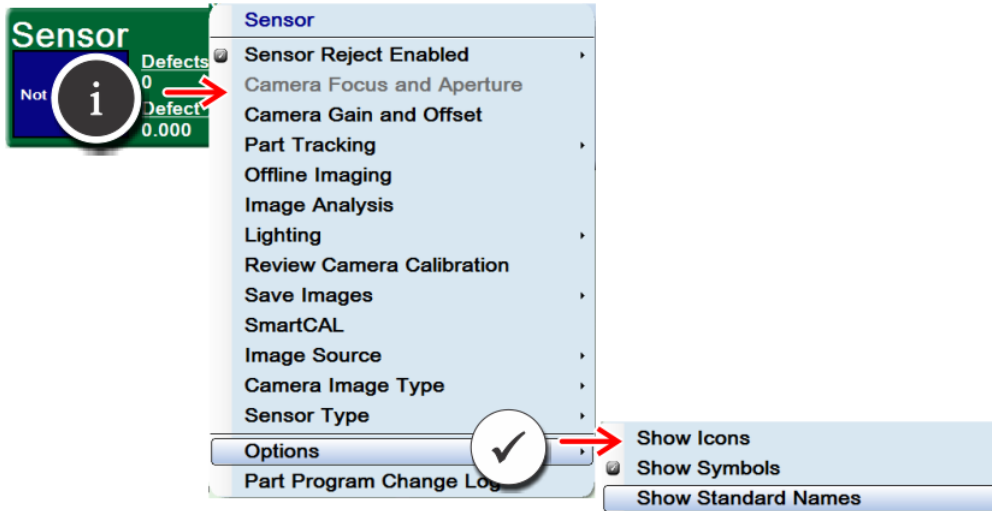 Sensor
Not
i
Defects
0
Defect
0.000
Sensor
Sensor Reject Enabled
Camera Focus and Aperture
Camera Gain and Offset
Part Tracking
Offline Imaging
Image Analysis
Lighting
Review Camera Calibration
Save Images
SmartCAL
Image Source
Camera Image Type
Sensor Type
Options
Part Program Change Log
Show Icons
Show Symbols
Show Standard Names